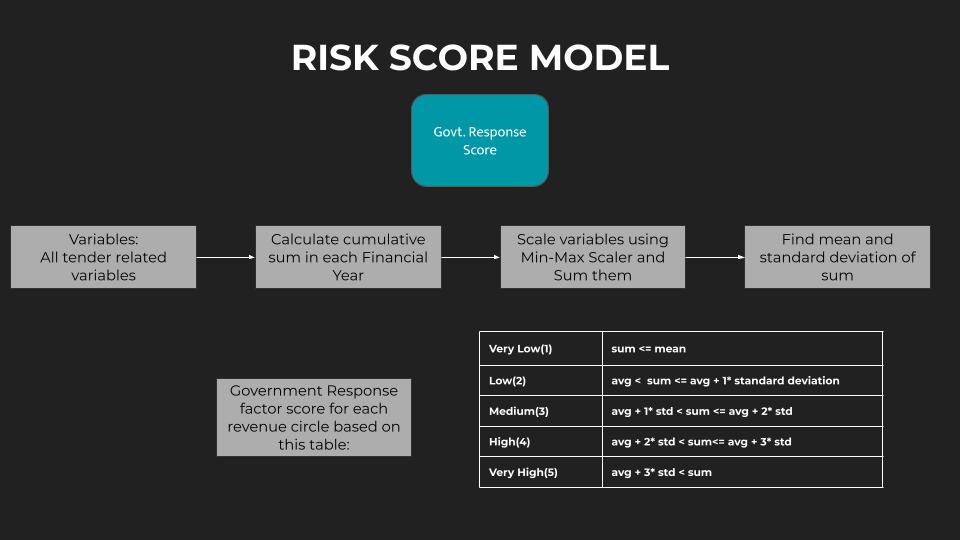 RISK SCORE MODEL
Govt. Response
Score
Variables:
All tender related
variables
Calculate cumulative
sum in each Financial
Year
Scale variables using
Min-Max Scaler and
Sum them
Find mean and
standard deviation of
sum
Government Response
factor score for each
revenue circle based on
this table:
Very Low(1) sum <= mean
Low(2) avg <  sum <= avg + 1* standard deviation
Medium(3) avg + 1* std < sum <= avg + 2* std
High(4) avg + 2* std < sum<= avg + 3* std
Very High(5) avg + 3* std < sum